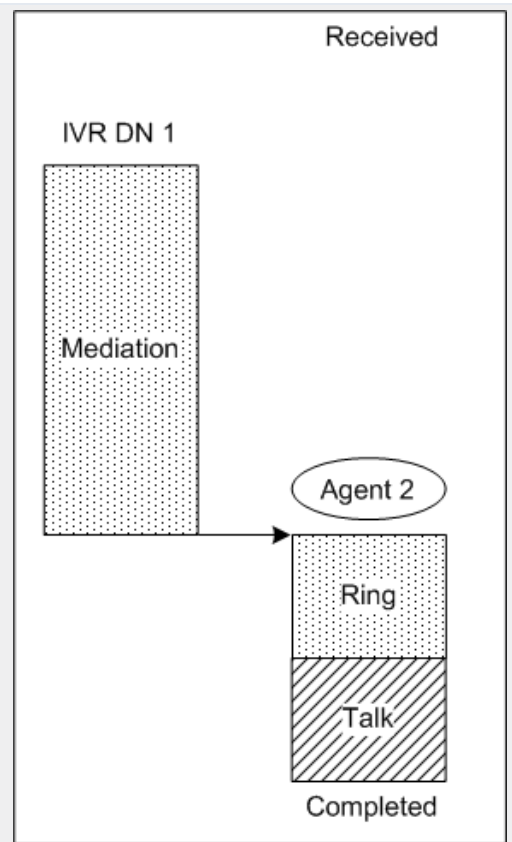 Received
IVR DN 1
Mediation
Agent 2
Ring
Talk
Completed